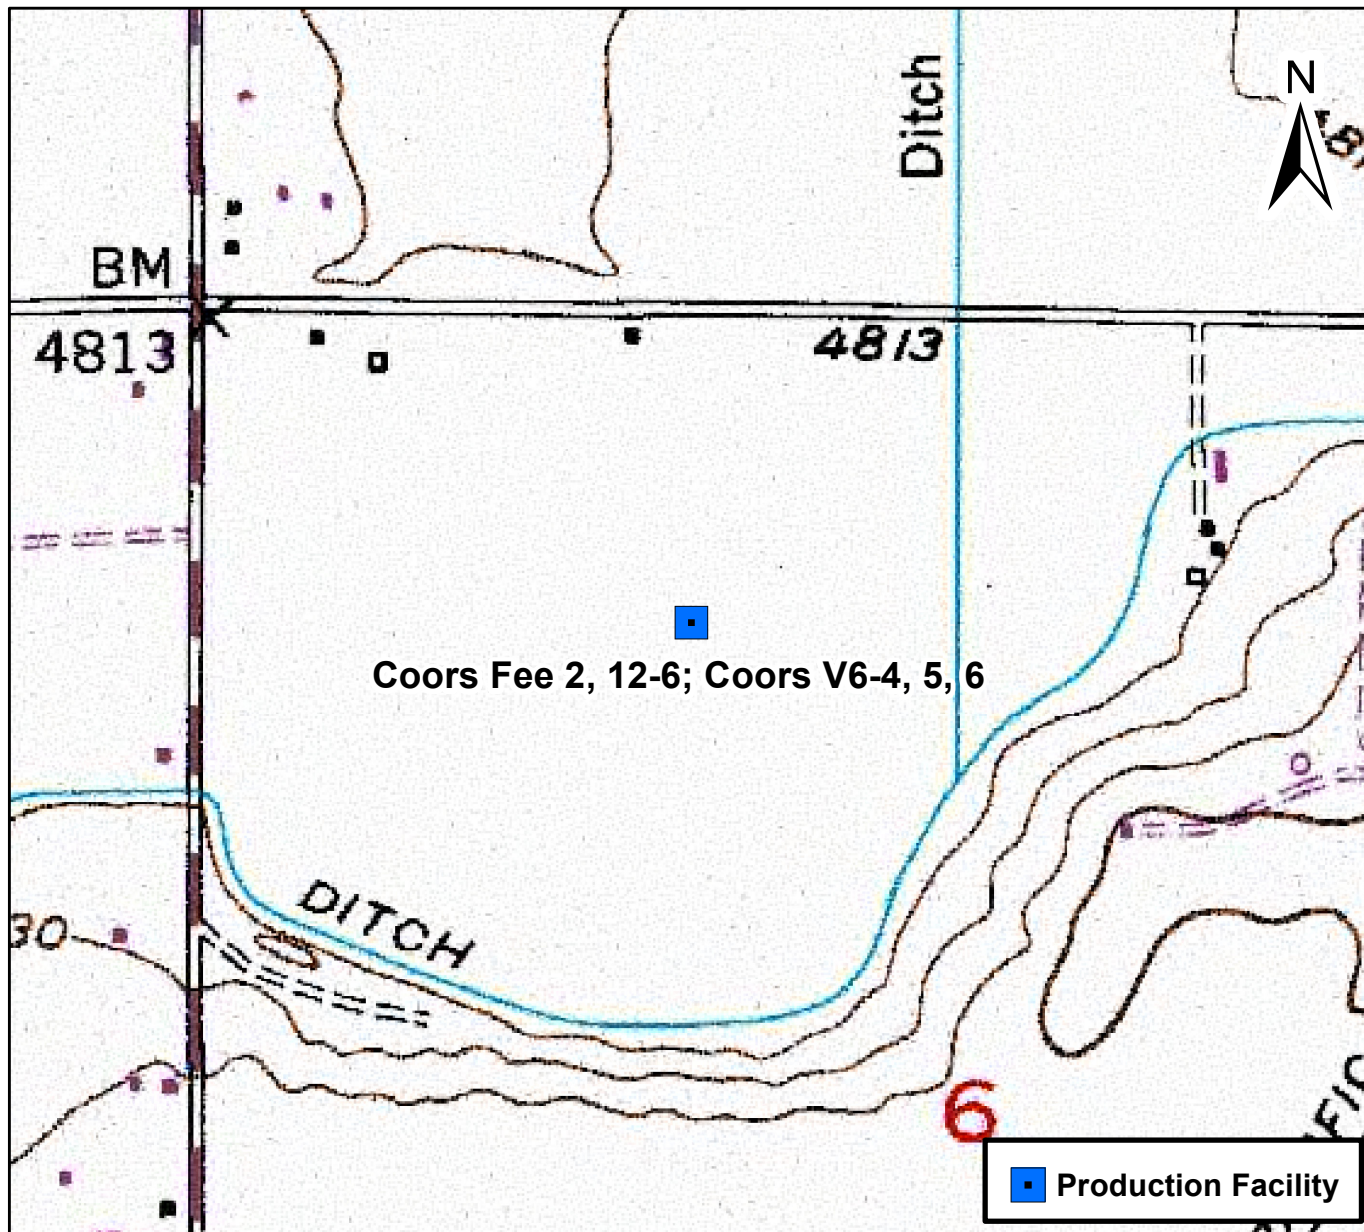 Ditch
N
BM
4813
4813
Coors Fee 2, 12-6; Coors V6-4, 5, 6
DITCH
30
6
Production Facility